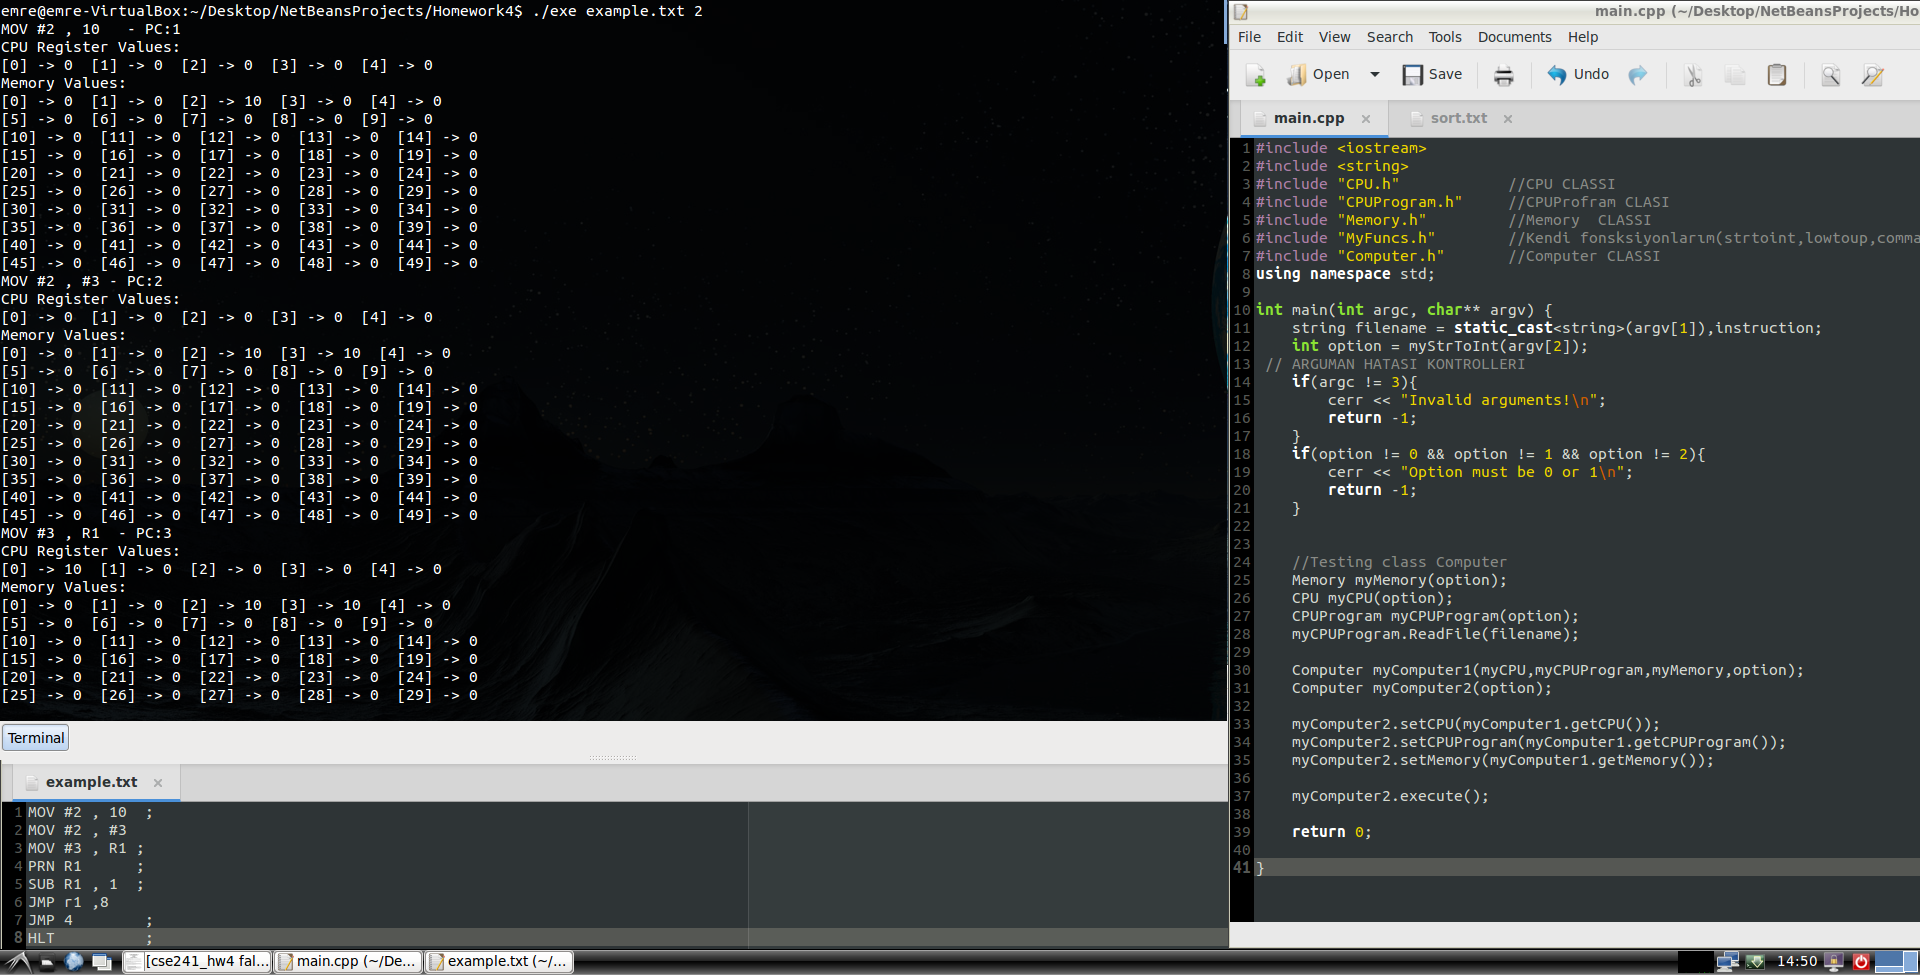 emre@emre-VirtualBox:~/Desktop/NetBeansProjects/Homework4$ ./exe example.txt 2
MOV #2 , 10   - PC:1
CPU Register Values:
[0] -> 0  [1] -> 0  [2] -> 0  [3] -> 0  [4] -> 0
Memory Values:
[0] -> 0  [1] -> 0  [2] -> 10  [3] -> 0  [4] -> 0
[5] -> 0  [6] -> 0  [7] -> 0  [8] -> 0  [9] -> 0
[10] -> 0  [11] -> 0  [12] -> 0  [13] -> 0  [14] -> 0
[15] -> 0  [16] -> 0  [17] -> 0  [18] -> 0  [19] -> 0
[20] -> 0  [21] -> 0  [22] -> 0  [23] -> 0  [24] -> 0
[25] -> 0  [26] -> 0  [27] -> 0  [28] -> 0  [29] -> 0
[30] -> 0  [31] -> 0  [32] -> 0  [33] -> 0  [34] -> 0
[35] -> 0  [36] -> 0  [37] -> 0  [38] -> 0  [39] -> 0
[40] -> 0  [41] -> 0  [42] -> 0  [43] -> 0  [44] -> 0
[45] -> 0  [46] -> 0  [47] -> 0  [48] -> 0  [49] -> 0
MOV #2 , #3 - PC:2
CPU Register Values:
[0] -> 0  [1] -> 0  [2] -> 0  [3] -> 0  [4] -> 0
Memory Values:
[0] -> 0  [1] -> 0  [2] -> 10  [3] -> 10  [4] -> 0
[5] -> 0  [6] -> 0  [7] -> 0  [8] -> 0  [9] -> 0
[10] -> 0  [11] -> 0  [12] -> 0  [13] -> 0  [14] -> 0
[15] -> 0  [16] -> 0  [17] -> 0  [18] -> 0  [19] -> 0
[20] -> 0  [21] -> 0  [22] -> 0  [23] -> 0  [24] -> 0
[25] -> 0  [26] -> 0  [27] -> 0  [28] -> 0  [29] -> 0
[30] -> 0  [31] -> 0  [32] -> 0  [33] -> 0  [34] -> 0
[35] -> 0  [36] -> 0  [37] -> 0  [38] -> 0  [39] -> 0
[40] -> 0  [41] -> 0  [42] -> 0  [43] -> 0  [44] -> 0
[45] -> 0  [46] -> 0  [47] -> 0  [48] -> 0  [49] -> 0
MOV #3 , R1  - PC:3
CPU Register Values:
[0] -> 10  [1] -> 0  [2] -> 0  [3] -> 0  [4] -> 0
Memory Values:
[0] -> 0  [1] -> 0  [2] -> 10  [3] -> 10  [4] -> 0
[5] -> 0  [6] -> 0  [7] -> 0  [8] -> 0  [9] -> 0
[10] -> 0  [11] -> 0  [12] -> 0  [13] -> 0  [14] -> 0
[15] -> 0  [16] -> 0  [17] -> 0  [18] -> 0  [19] -> 0
[20] -> 0  [21] -> 0  [22] -> 0  [23] -> 0  [24] -> 0
[25] -> 0  [26] -> 0  [27] -> 0  [28] -> 0  [29] -> 0
Terminal
example.txt
1 MOV #2 , 10  ;
2 MOV #2 , #3
3 MOV #3 , R1 ;
4 PRN R1      ;
5 SUB R1 , 1  ;
6 JMP r1 ,8
7 JMP 4        ;
8 HLT          ;
main.cpp (~/Desktop/NetBeansProjects/Ho
File Edit View Search Tools Documents Help
Open Save Undo
main.cpp sort.txt
1 #include <iostream>
2 #include <string>
3 #include "CPU.h"            //CPU CLASSI
4 #include "CPUProgram.h"     //CPUProfram CLASI
5 #include "Memory.h"         //Memory  CLASSI
6 #include "MyFuncs.h"        //Kendi fonsksiyonlarım(strtoint,lowtoup,comma
7 #include "Computer.h"       //Computer CLASSI
8 using namespace std;
9
10 int main(int argc, char** argv) {
11     string filename = static_cast<string>(argv[1]),instruction;
12     int option = myStrToInt(argv[2]);
13  // ARGUMAN HATASI KONTROLLERI
14     if(argc != 3){
15         cerr << "Invalid arguments!\n";
16         return -1;
17     }
18     if(option != 0 && option != 1 && option != 2){
19         cerr << "Option must be 0 or 1\n";
20         return -1;
21     }
22
23
24     //Testing class Computer
25     Memory myMemory(option);
26     CPU myCPU(option);
27     CPUProgram myCPUProgram(option);
28     myCPUProgram.ReadFile(filename);
29
30     Computer myComputer1(myCPU,myCPUProgram,myMemory,option);
31     Computer myComputer2(option);
32
33     myComputer2.setCPU(myComputer1.getCPU());
34     myComputer2.setCPUProgram(myComputer1.getCPUProgram());
35     myComputer2.setMemory(myComputer1.getMemory());
36
37     myComputer2.execute();
38
39     return 0;
40
41 }
[cse241_hw4 fal... main.cpp (~/De... example.txt (~/... 14:50